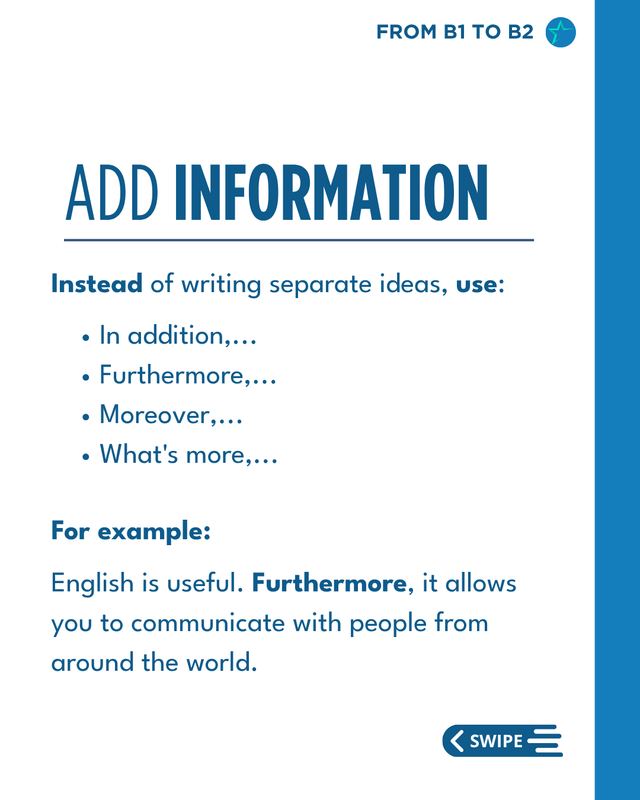 FROM B1 TO B2
ADD INFORMATION
Instead of writing separate ideas, use:
• In addition,...
• Furthermore,...
• Moreover,...
• What's more,...
For example:
English is useful. Furthermore, it allows
you to communicate with people from
around the world.
SWIPE